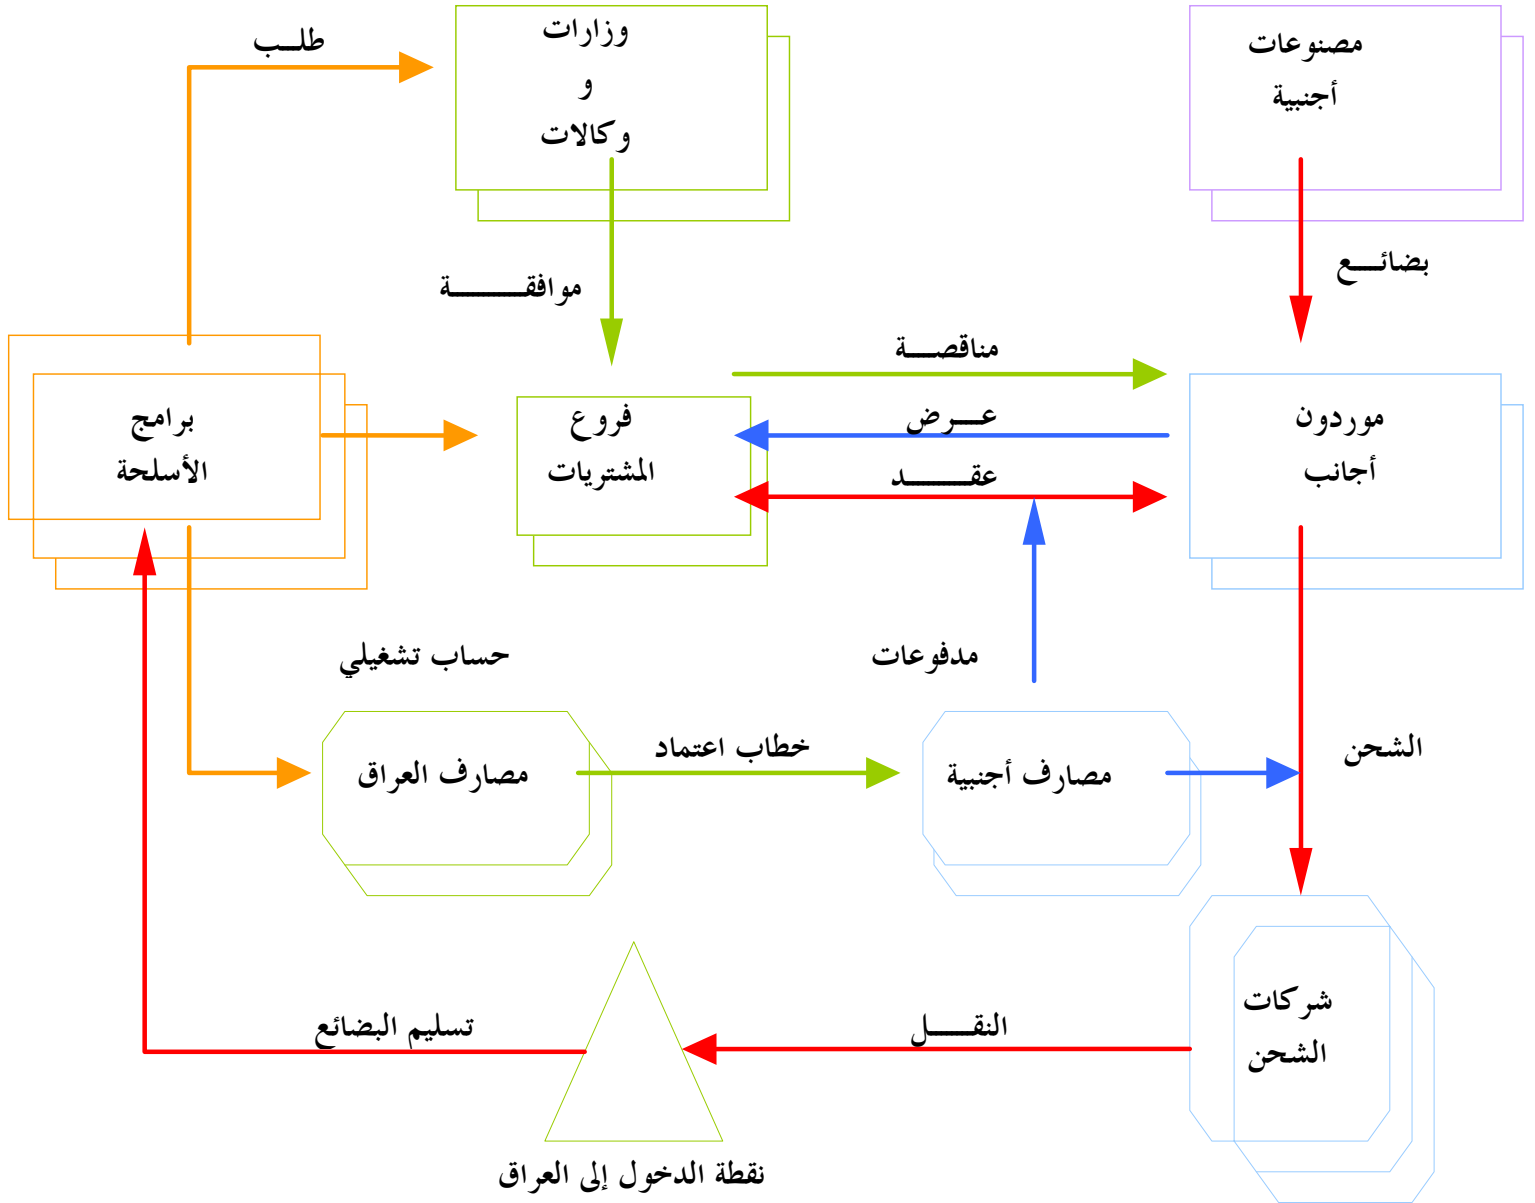 طلب
وزارات
و
وكالات
مصنوعات
أجنبية
بضائع
موافقة
مناقصة
عرض
عقد
برامج
الأسلحة
فروع
المشتريات
موردون
أجانب
حساب تشغيلي
مدفوعات
مصارف العراق
خطاب اعتماد
مصارف أجنبية
الشحن
شركات
الشحن
النقل
تسليم البضائع
نقطة الدخول إلى العراق